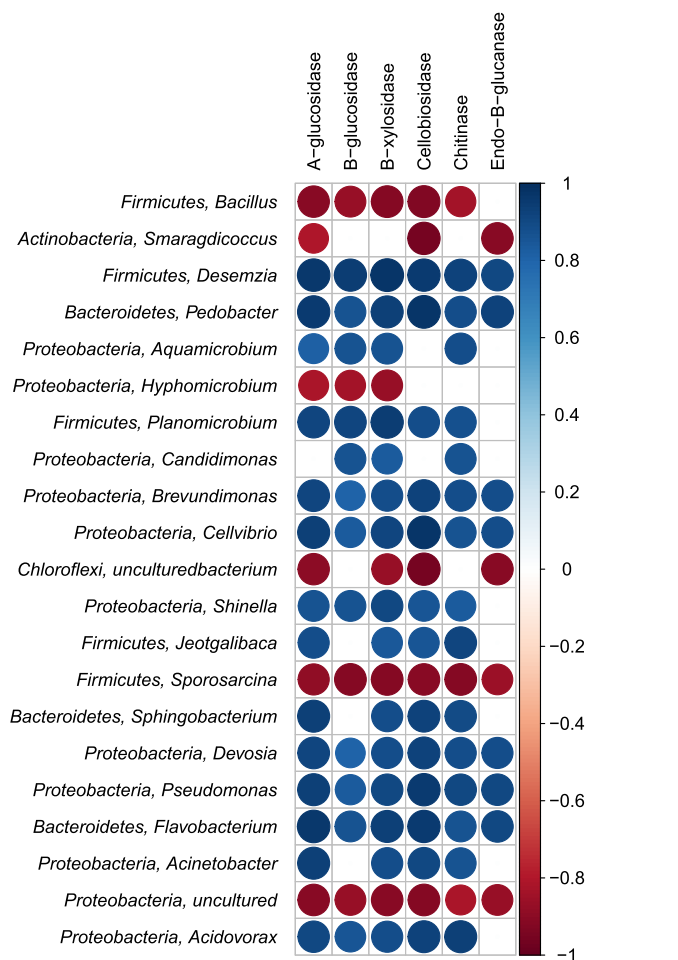 A−glucosidase
B−glucosidase
B−xylosidase
Cellobiosidase
Chitinase
Endo−B−glucanase
Firmicutes, Bacillus
Actinobacteria, Smaragdicoccus
Firmicutes, Desemzia
Bacteroidetes, Pedobacter
Proteobacteria, Aquamicrobium
Proteobacteria, Hyphomicrobium
Firmicutes, Planomicrobium
Proteobacteria, Candidimonas
Proteobacteria, Brevundimonas
Proteobacteria, Cellvibrio
Chloroflexi, unculturedbacterium
Proteobacteria, Shinella
Firmicutes, Jeotgalibaca
Firmicutes, Sporosarcina
Bacteroidetes, Sphingobacterium
Proteobacteria, Devosia
Proteobacteria, Pseudomonas
Bacteroidetes, Flavobacterium
Proteobacteria, Acinetobacter
Proteobacteria, uncultured
Proteobacteria, Acidovorax
1
0.8
0.6
0.4
0.2
0
−0.2
−0.4
−0.6
−0.8
−1